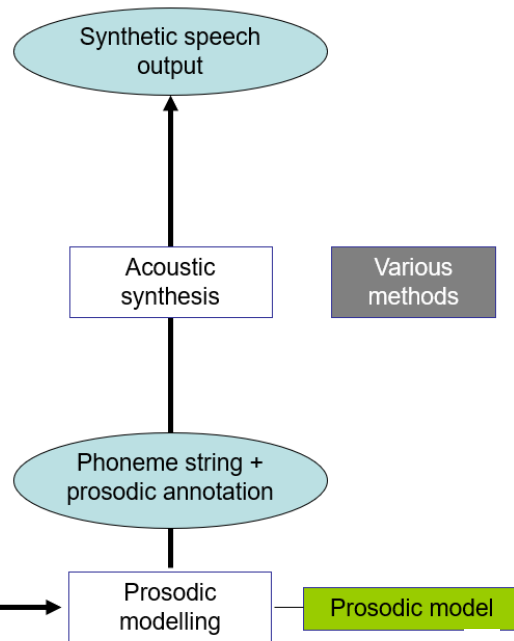 Synthetic speech
output
Acoustic
synthesis
Various
methods
Phoneme string +
prosodic annotation
Prosodic
modelling
Prosodic model